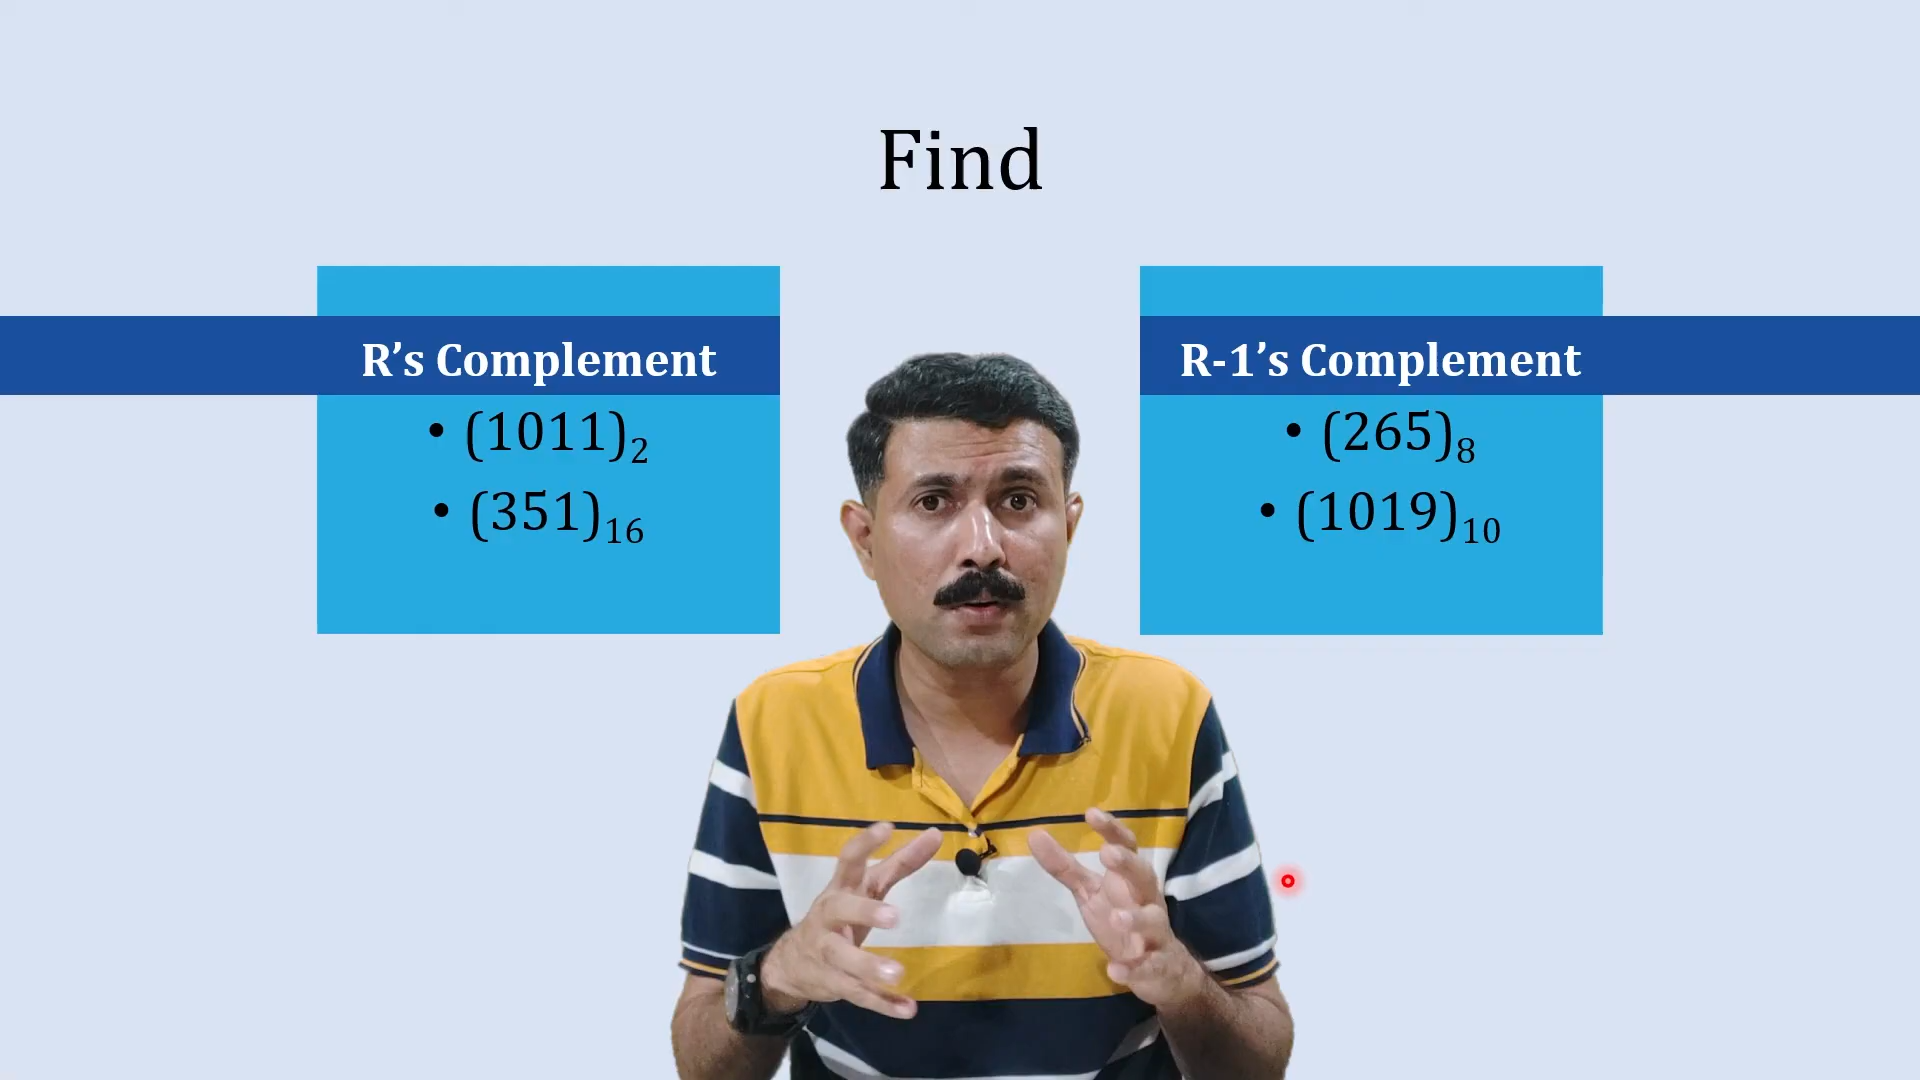 Find
R’s Complement
• (1011)₂
• (351)₁₆
R-1’s Complement
• (265)₈
• (1019)₁₀